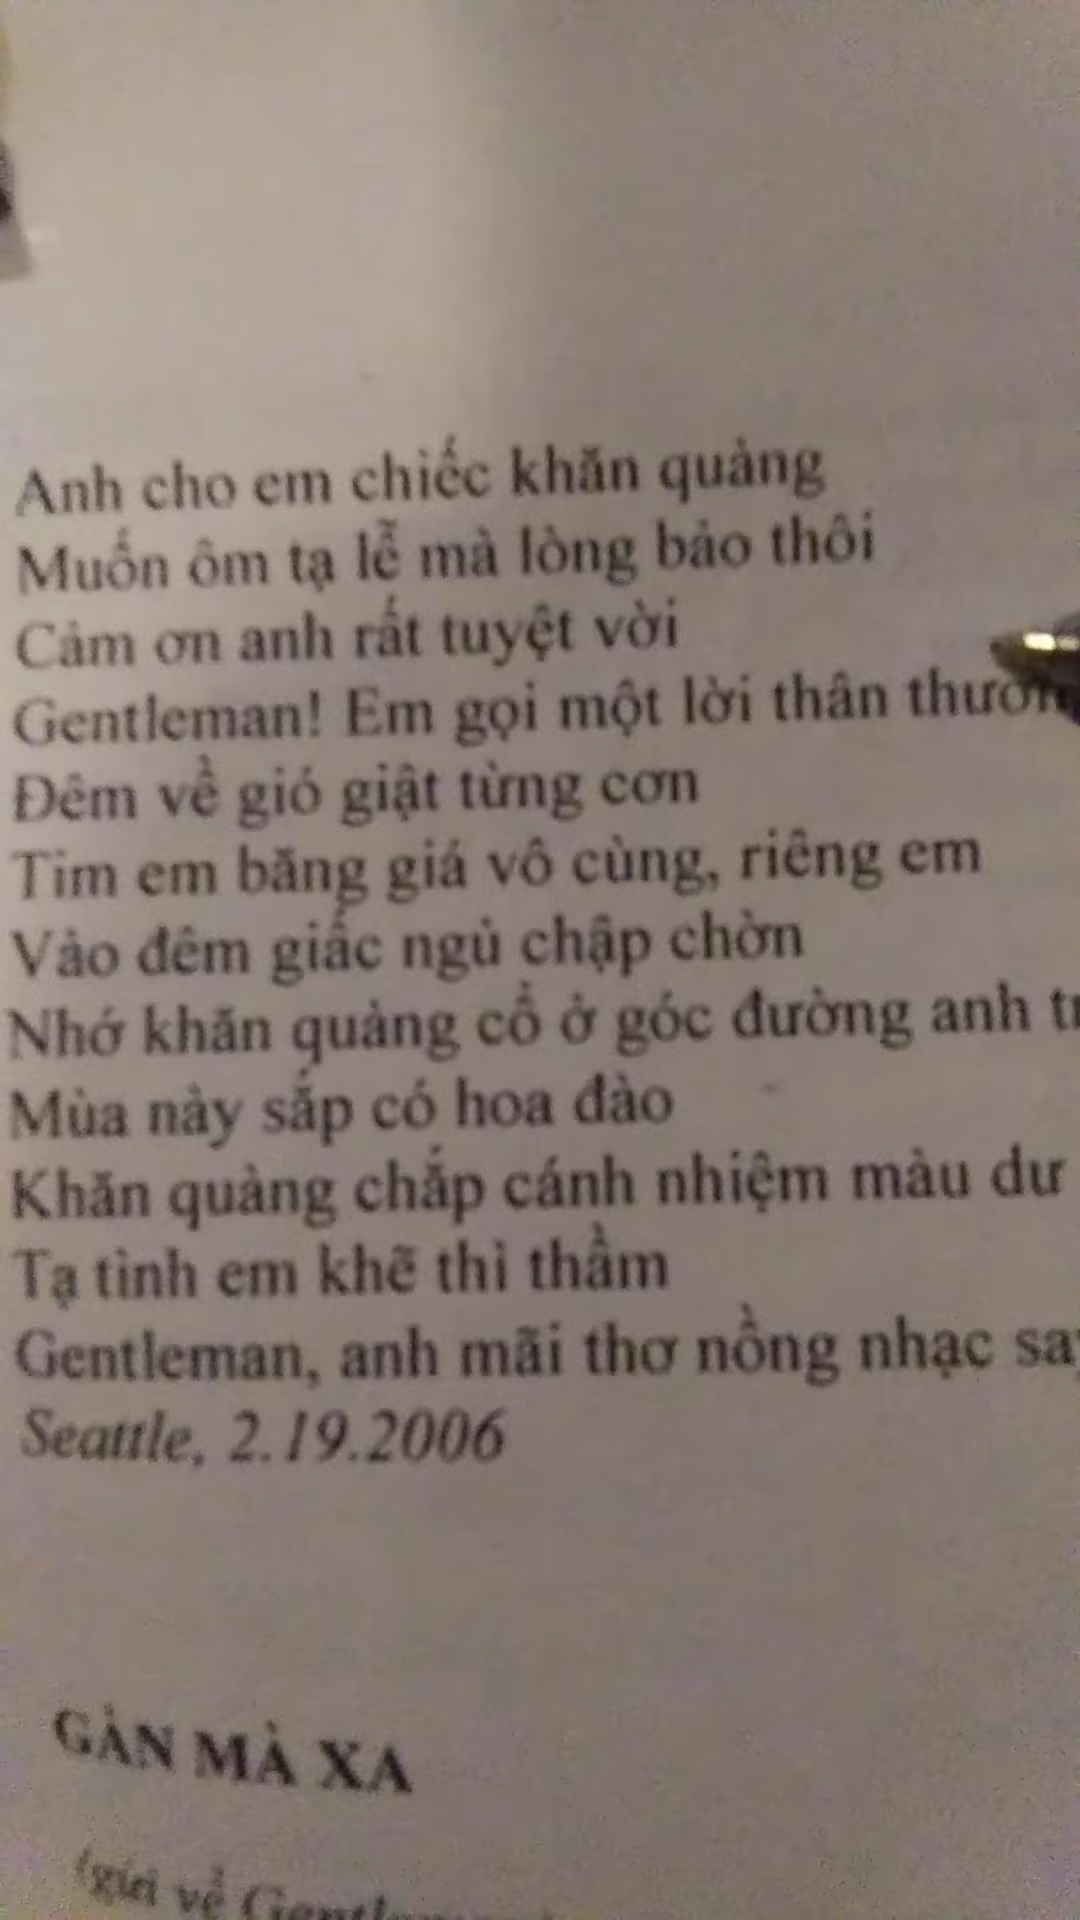 Anh cho em chiếc khăn quàng
Muốn ôm tạ lễ mà lòng bảo thôi
Cảm ơn anh rất tuyệt vời
Gentleman! Em gọi một lời thân
Đêm về gió giật từng cơn
Tim em băng giá vô cùng, riêng em
Vào đêm giấc ngủ chập chờn
Nhớ khăn quàng cổ ở góc đường anh
Mùa này sắp có hoa đào
Khăn quàng chắp cánh nhiệm màu dư
Tạ tình em khẽ thì thầm
Gentleman, anh mãi thơ nồng nhạc
Seattle, 2.19.2006
GẦN MÀ XA
về